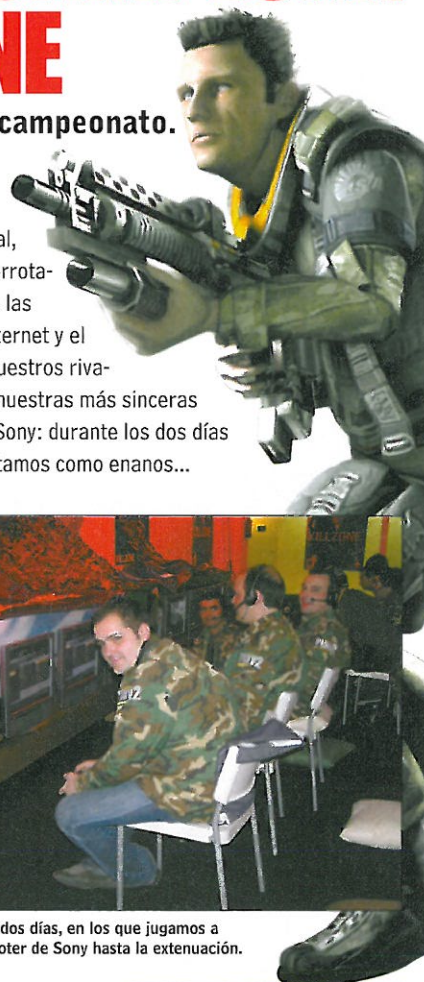 NE
campeonato.
al,
rrota-
las
ternet y el
uestros riva-
nuestras más sinceras
Sony: durante los dos días
tamos como enanos...
KILLZONE
dos días, en los que jugamos a
oter de Sony hasta la extenuación.